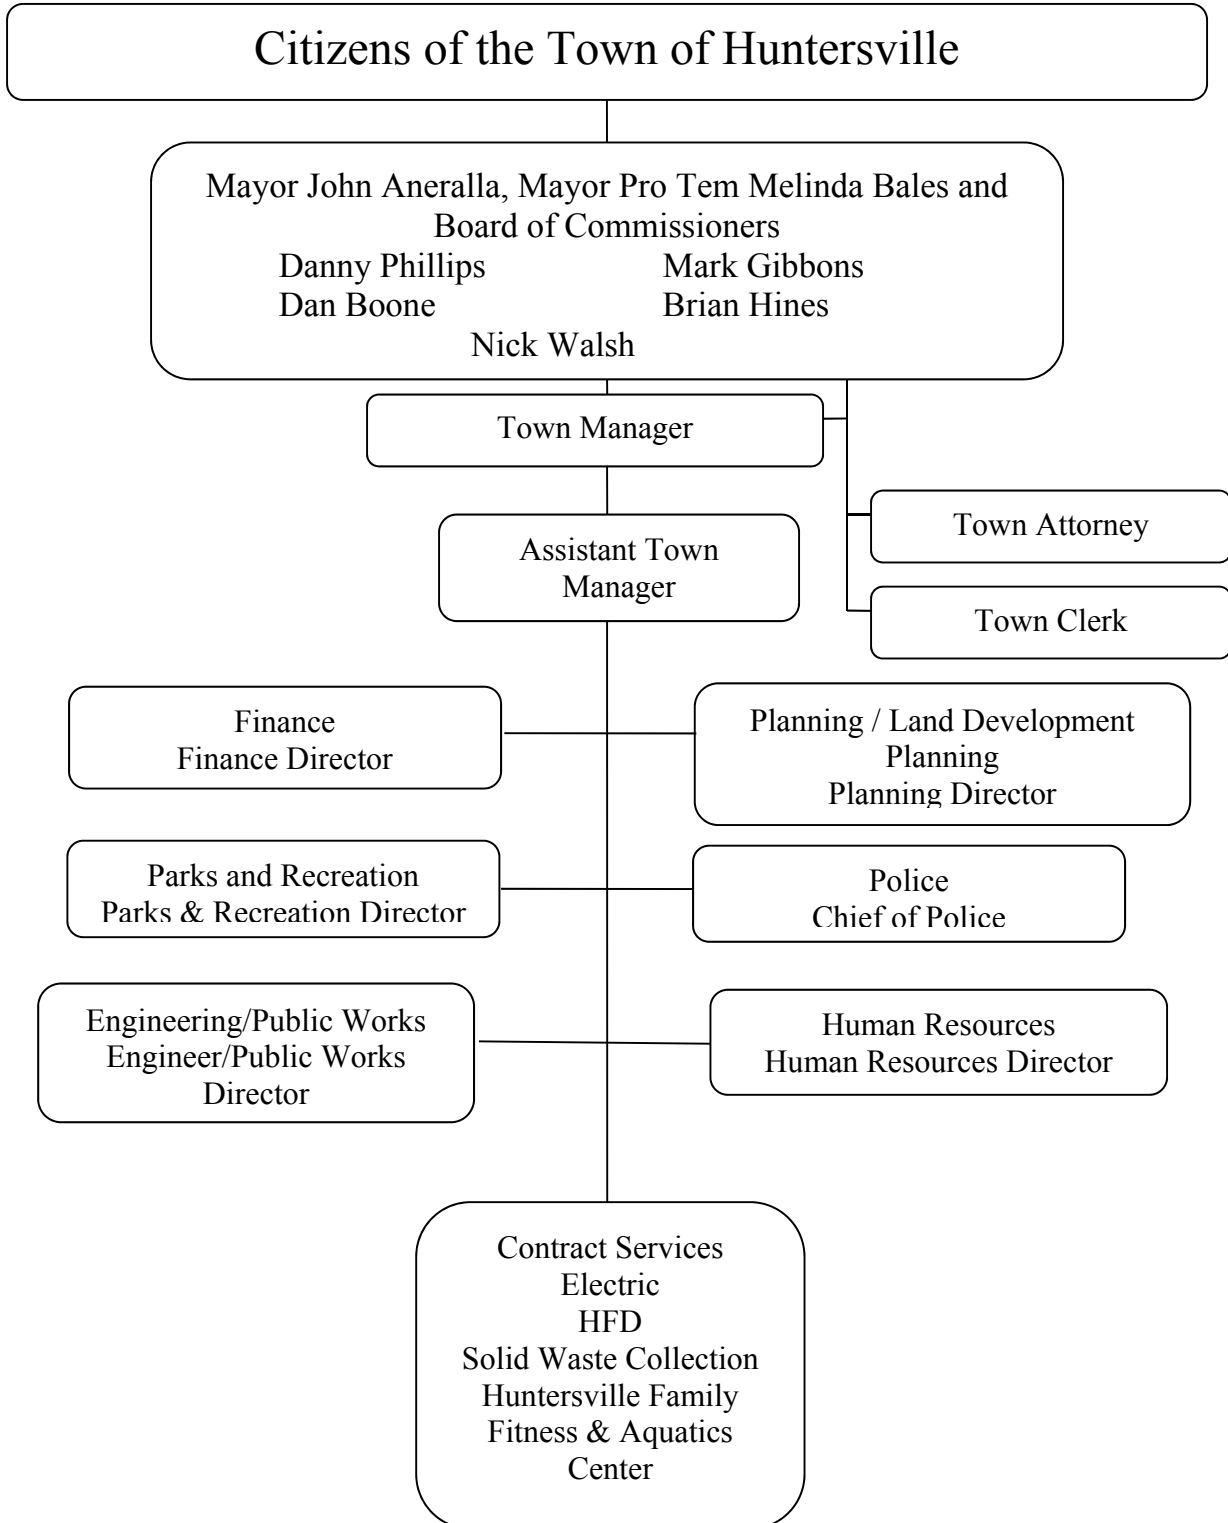 Citizens of the Town of Huntersville
Mayor John Aneralla, Mayor Pro Tem Melinda Bales and
Board of Commissioners
Danny Phillips Mark Gibbons
Dan Boone Brian Hines
Nick Walsh
Town Manager
Town Attorney
Assistant Town
Manager
Town Clerk
Finance
Finance Director
Planning / Land Development
Planning
Planning Director
Parks and Recreation
Parks & Recreation Director
Police
Chief of Police
Engineering/Public Works
Engineer/Public Works
Director
Human Resources
Human Resources Director
Contract Services
Electric
HFD
Solid Waste Collection
Huntersville Family
Fitness & Aquatics
Center